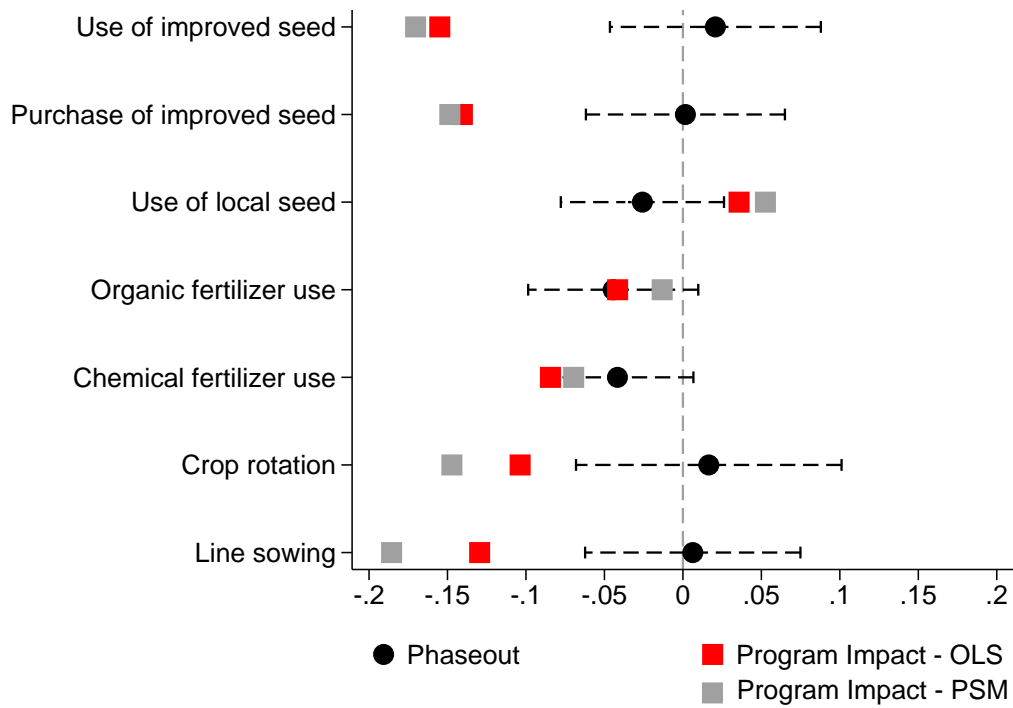 Use of improved seed
Purchase of improved seed
Use of local seed
Organic fertilizer use
Chemical fertilizer use
Crop rotation
Line sowing
-.2 -.15 -.1 -.05 0 .05 .1 .15 .2
Phaseout
Program Impact - OLS
Program Impact - PSM